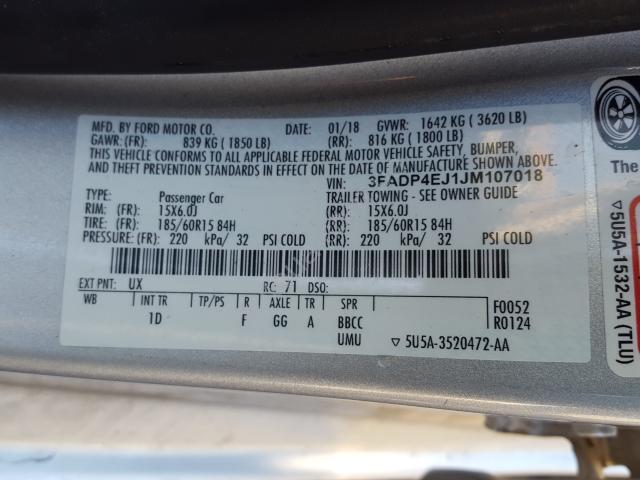 MFD. BY FORD MOTOR CO. DATE: 01/18 GVWR: 1642 KG ( 3620 LB)
GAWR: (FR): 839 KG ( 1850 LB) (RR): 816 KG ( 1800 LB)
THIS VEHICLE CONFORMS TO ALL APPLICABLE FEDERAL MOTOR VEHICLE SAFETY, BUMPER,
AND THEFT PREVENTION STANDARDS IN EFFECT ON THE DATE OF MANUFACTURE SHOWN ABOVE.
VIN: 3FADP4EJ1JM107018
TYPE: Passenger Car TRAILER TOWING - SEE OWNER GUIDE
RIM: (FR) 15X6.0J (RR): 15X6.0J
TIRE: (FR) 185/60R15 84H (RR): 185/60R15 84H
PRESSURE: (FR) 220 kPa/ 32 PSI COLD (RR): 220 kPa/ 32 PSI COLD
EXT PNT: UX RC: 71 DSO:
WB INT TR TP/PS R AXLE TR SPR F0052
1D F GG A BBCC R0124
UMU 5U5A-3520472-AA
5U5A-1532-AA (TLU)